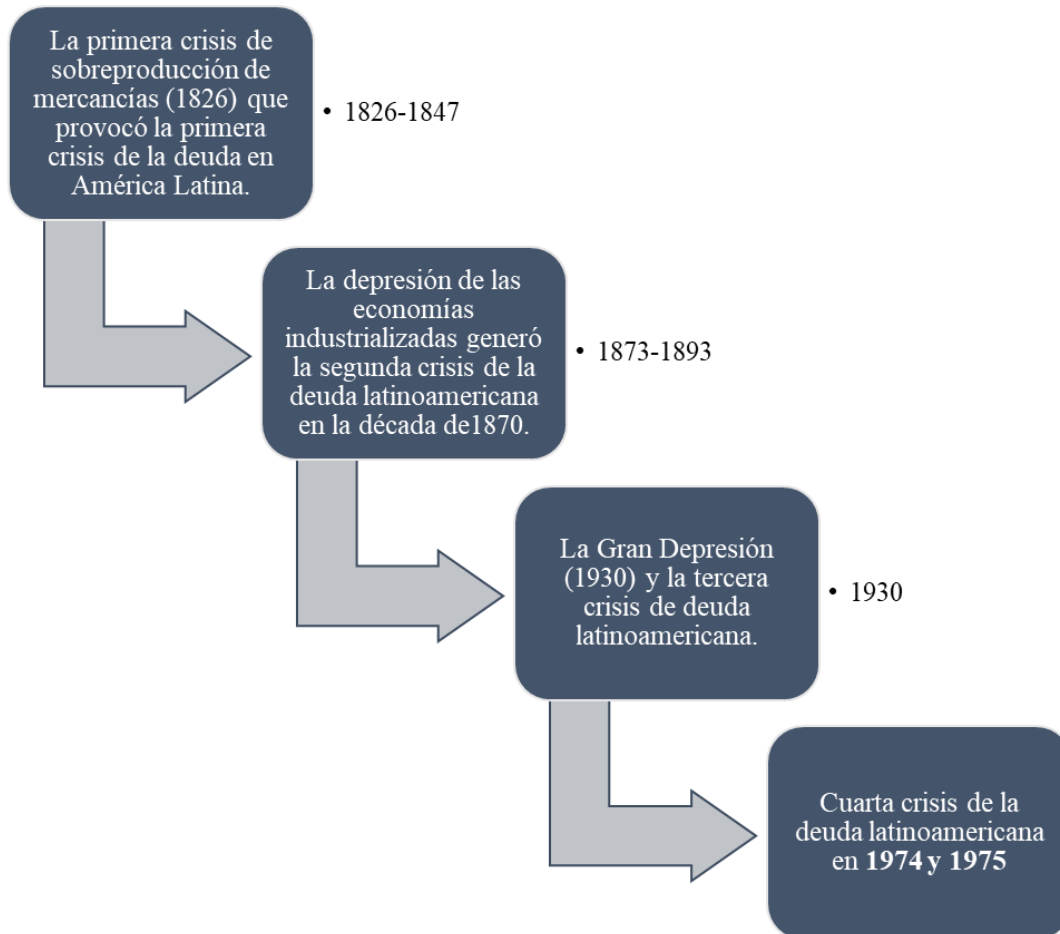 La primera crisis de
sobreproducción de
mercancías (1826) que
provocó la primera
crisis de la deuda en
América Latina.
• 1826-1847
La depresión de las
economías
industrializadas generó
la segunda crisis de la
deuda latinoamericana
en la década de1870.
• 1873-1893
La Gran Depresión
(1930) y la tercera
crisis de deuda
latinoamericana.
• 1930
Cuarta crisis de la
deuda latinoamericana
en 1974 y 1975